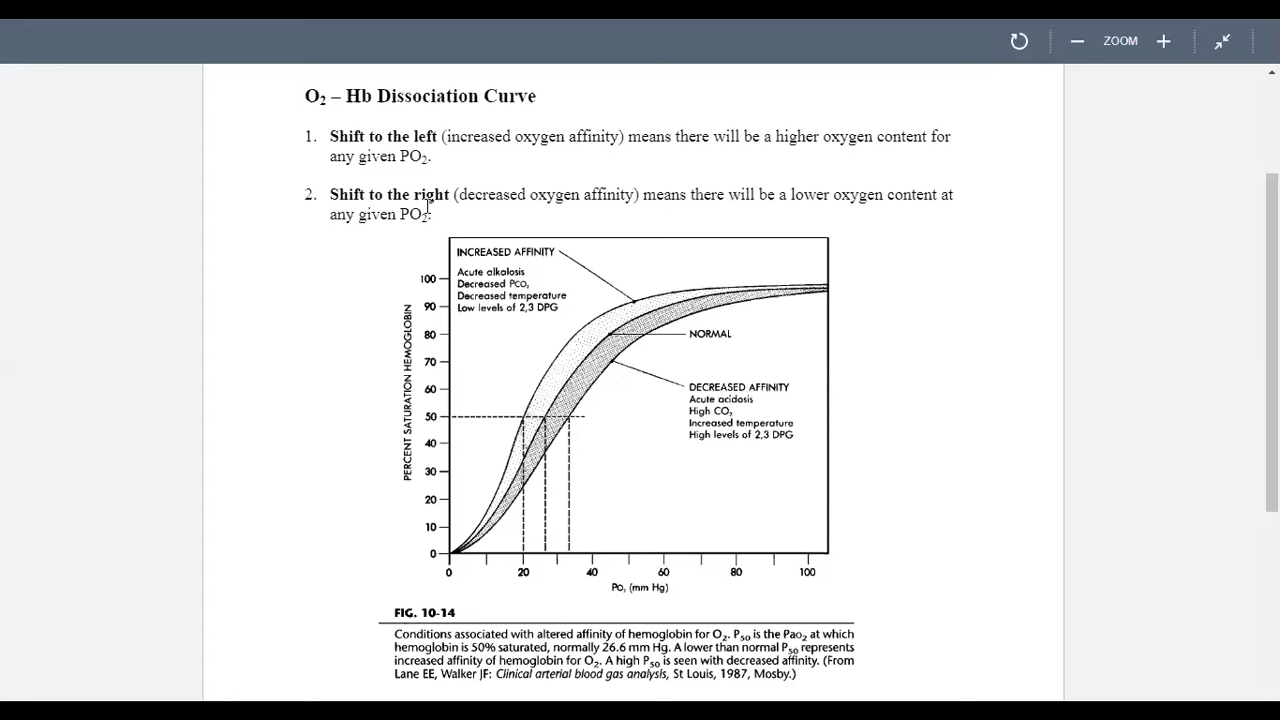 ZOOM
O₂ – Hb Dissociation Curve
1. Shift to the left (increased oxygen affinity) means there will be a higher oxygen content for
any given PO₂.
2. Shift to the right (decreased oxygen affinity) means there will be a lower oxygen content at
any given PO₂.
INCREASED AFFINITY
Acute alkalosis
Decreased PCO₂
Decreased temperature
Low levels of 2,3 DPG
NORMAL
DECREASED AFFINITY
Acute acidosis
High CO₂
Increased temperature
High levels of 2,3 DPG
PERCENT SATURATION HEMOGLOBIN
100
90
80
70
60
50
40
30
20
10
0
0 20 40 60 80 100
PO₂ (mm Hg)
FIG. 10-14
Conditions associated with altered affinity of hemoglobin for O₂. P₅₀ is the Pao₂ at which
hemoglobin is 50% saturated, normally 26.6 mm Hg. A lower than normal P₅₀ represents
increased affinity of hemoglobin for O₂. A high P₅₀ is seen with decreased affinity. (From
Lane EE, Walker JF: Clinical arterial blood gas analysis, St Louis, 1987, Mosby.)